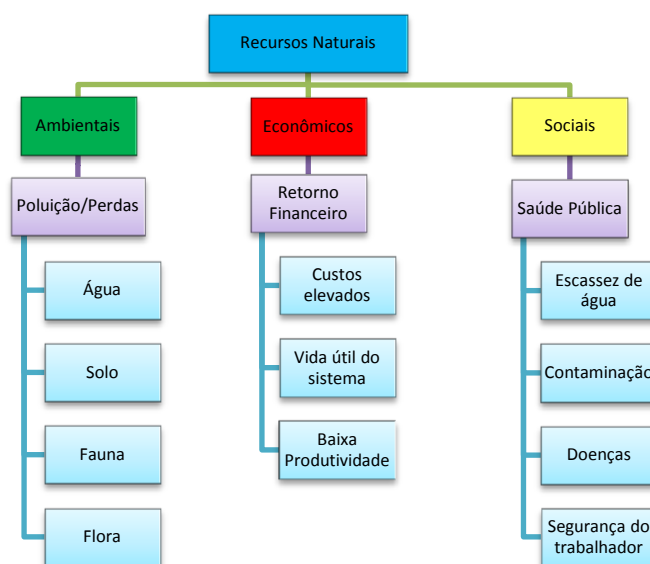 Recursos Naturais
Ambientais
Econômicos
Sociais
Poluição/Perdas
Retorno
Financeiro
Saúde Pública
Água
Solo
Fauna
Flora
Custos
elevados
Vida útil do
sistema
Baixa
Produtividade
Escassez de
água
Contaminação
Doenças
Segurança do
trabalhador